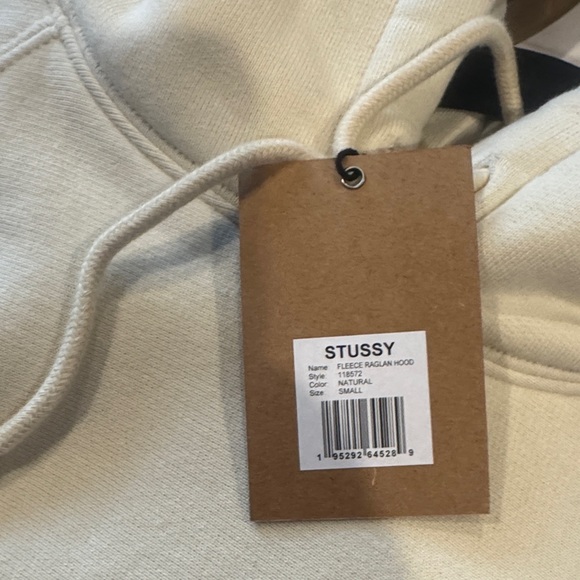 STUSSY
Name: FLEECE RAGLAN HOOD
Style: 118572
Color: NATURAL
Size: SMALL
1 95292 64528 9